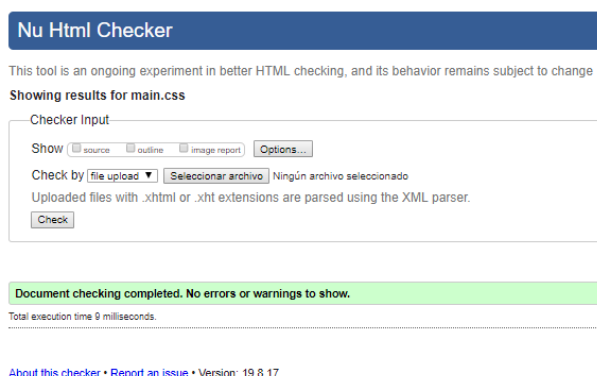 Nu Html Checker
This tool is an ongoing experiment in better HTML checking, and its behavior remains subject to change
Showing results for main.css
Checker Input
Show source outline image report Options...
Check by file upload ▼ Seleccionar archivo Ningún archivo seleccionado
Uploaded files with .xhtml or .xht extensions are parsed using the XML parser.
Check
Document checking completed. No errors or warnings to show.
Total execution time 9 milliseconds.
About this checker • Report an issue • Version: 19.8.17